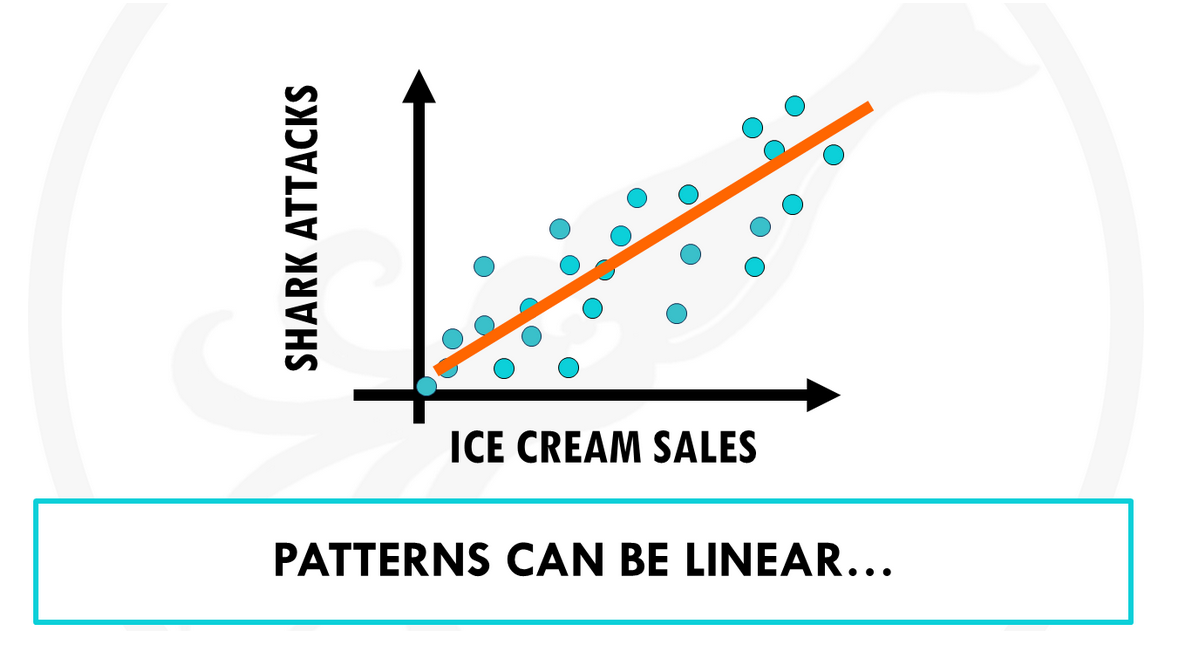 SHARK ATTACKS
ICE CREAM SALES
PATTERNS CAN BE LINEAR...